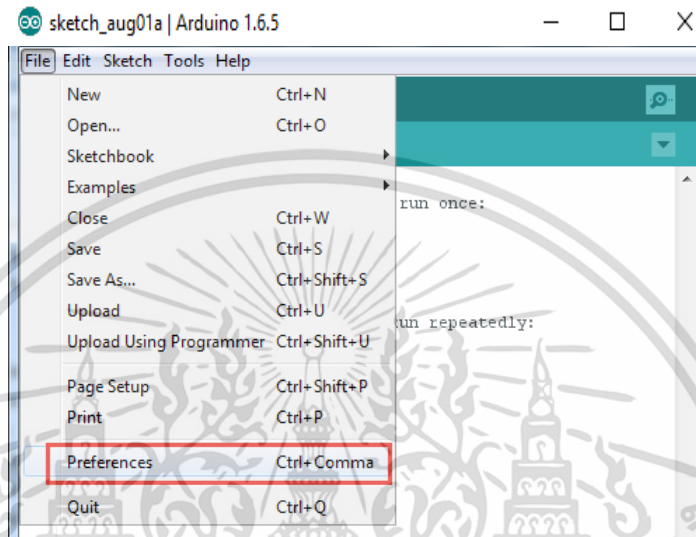 sketch_aug01a | Arduino 1.6.5
File Edit Sketch Tools Help
New Ctrl+N
Open... Ctrl+O
Sketchbook
Examples
Close Ctrl+W
Save Ctrl+S
Save As... Ctrl+Shift+S
Upload Ctrl+U
Upload Using Programmer Ctrl+Shift+U
Page Setup Ctrl+Shift+P
Print Ctrl+P
Preferences Ctrl+Comma
Quit Ctrl+Q
run once:
run repeatedly: